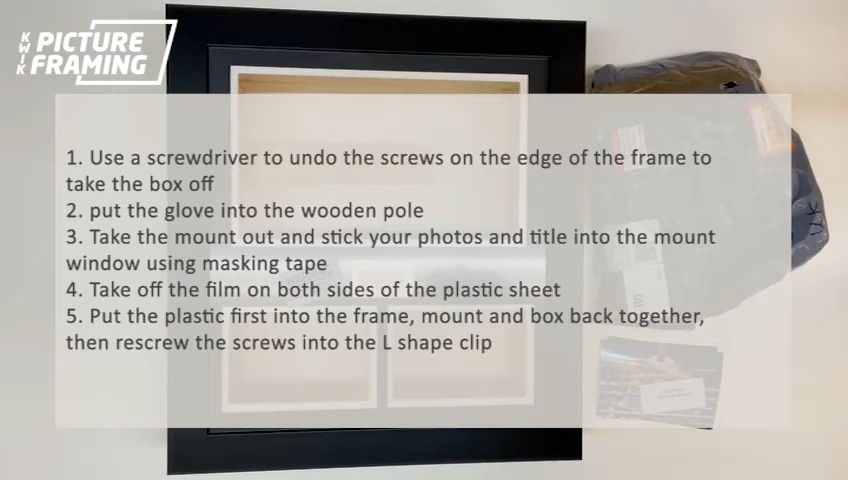 KWIK
PICTURE
FRAMING
1. Use a screwdriver to undo the screws on the edge of the frame to
take the box off
2. put the glove into the wooden pole
3. Take the mount out and stick your photos and title into the mount
window using masking tape
4. Take off the film on both sides of the plastic sheet
5. Put the plastic first into the frame, mount and box back together,
then rescrew the screws into the L shape clip